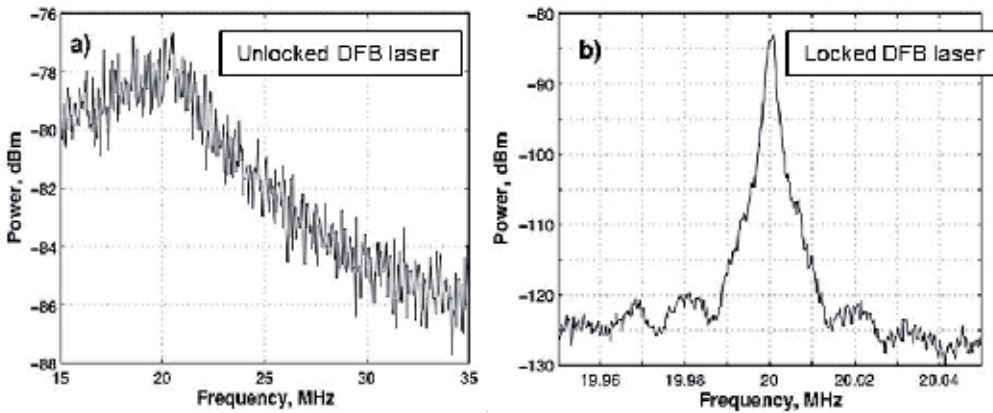 a)
Unlocked DFB laser
Power, dBm
−76
−78
−80
−82
−84
−86
−88
15
20
25
30
35
Frequency, MHz
b)
Locked DFB laser
Power, dBm
−80
−90
−100
−110
−120
−130
19.96
19.98
20
20.02
20.04
Frequency, MHz